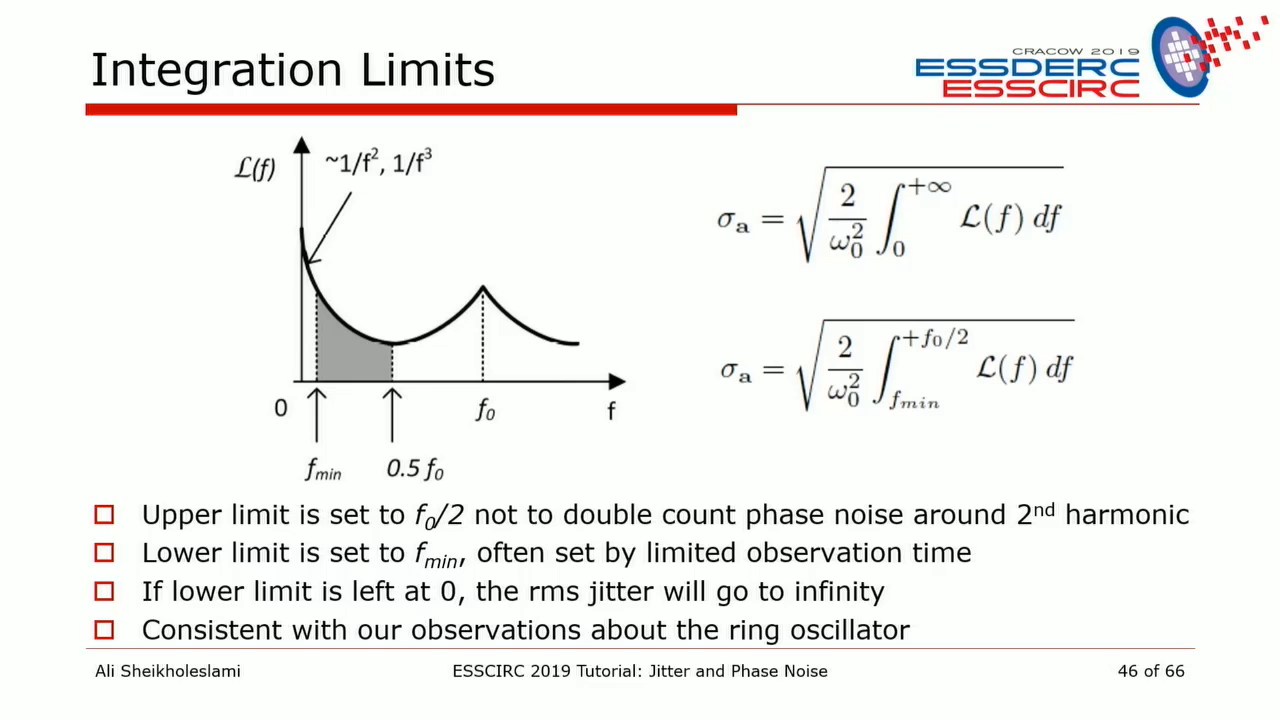 Integration Limits
CRACOW 2019
ESSDERC
ESSCIRC
ℒ(f)
~1/f², 1/f³
0
f₀
f
f_min
0.5 f₀
σ_a = √(2/ω₀² ∫₀^{+∞} ℒ(f) df)
σ_a = √(2/ω₀² ∫_{f_min}^{+f₀/2} ℒ(f) df)
Upper limit is set to f₀/2 not to double count phase noise around 2nd harmonic
Lower limit is set to f_min, often set by limited observation time
If lower limit is left at 0, the rms jitter will go to infinity
Consistent with our observations about the ring oscillator
Ali Sheikholeslami
ESSCIRC 2019 Tutorial: Jitter and Phase Noise
46 of 66